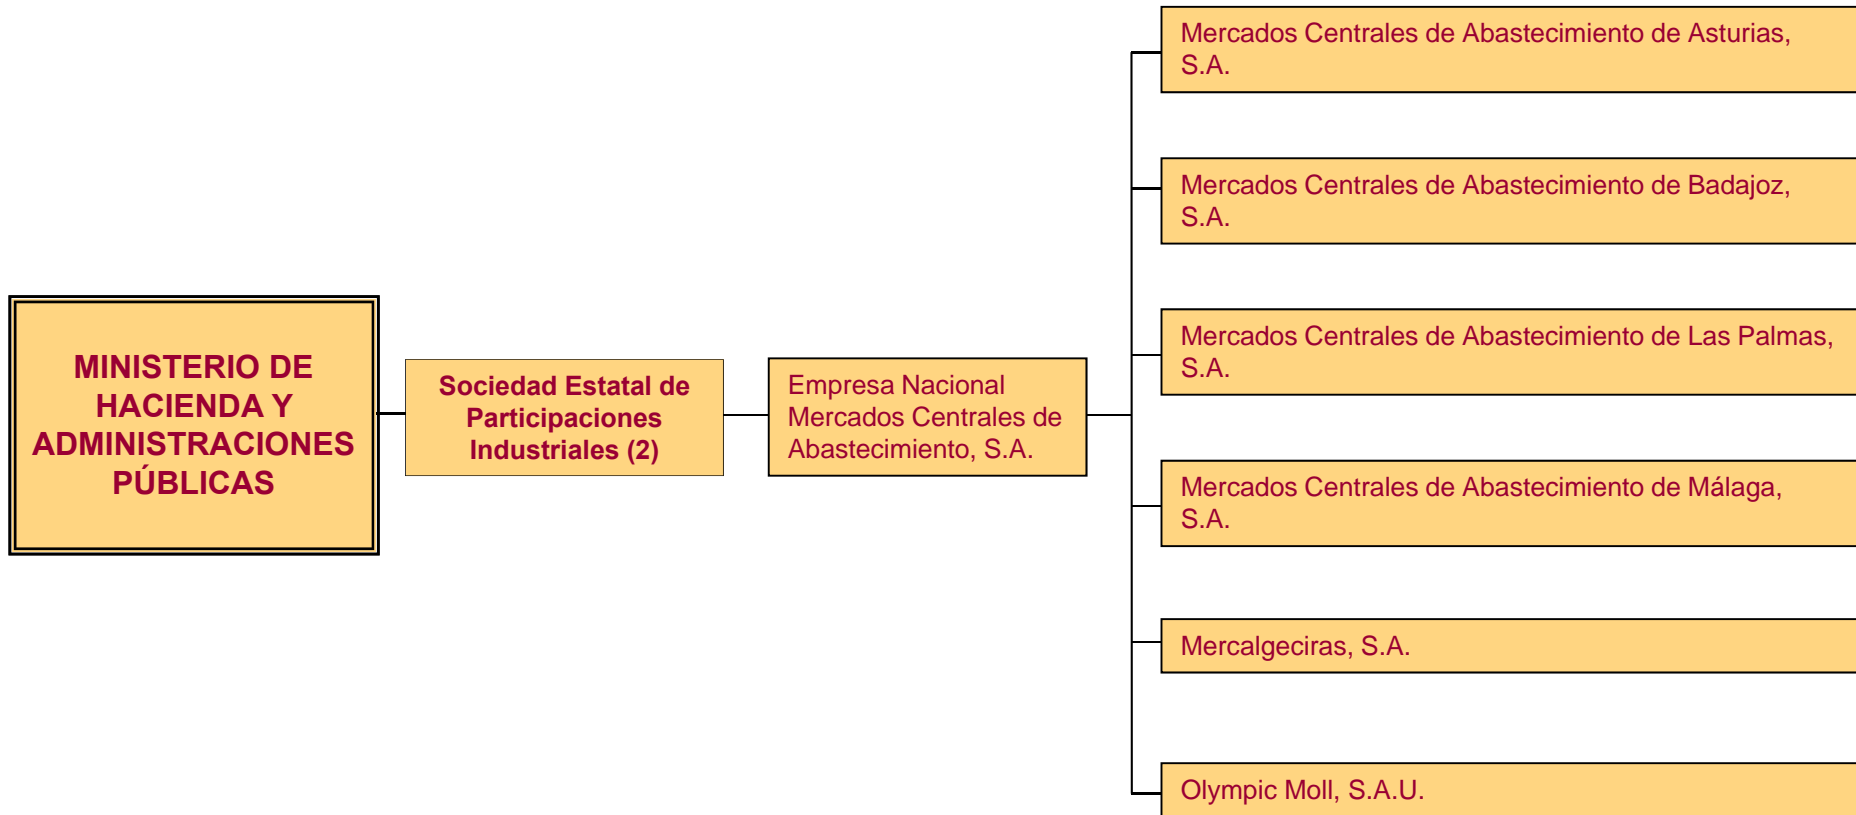 MINISTERIO DE
HACIENDA Y
ADMINISTRACIONES
PÚBLICAS
Sociedad Estatal de
Participaciones
Industriales (2)
Empresa Nacional
Mercados Centrales de
Abastecimiento, S.A.
Mercados Centrales de Abastecimiento de Asturias,
S.A.
Mercados Centrales de Abastecimiento de Badajoz,
S.A.
Mercados Centrales de Abastecimiento de Las Palmas,
S.A.
Mercados Centrales de Abastecimiento de Málaga,
S.A.
Mercalgeciras, S.A.
Olympic Moll, S.A.U.